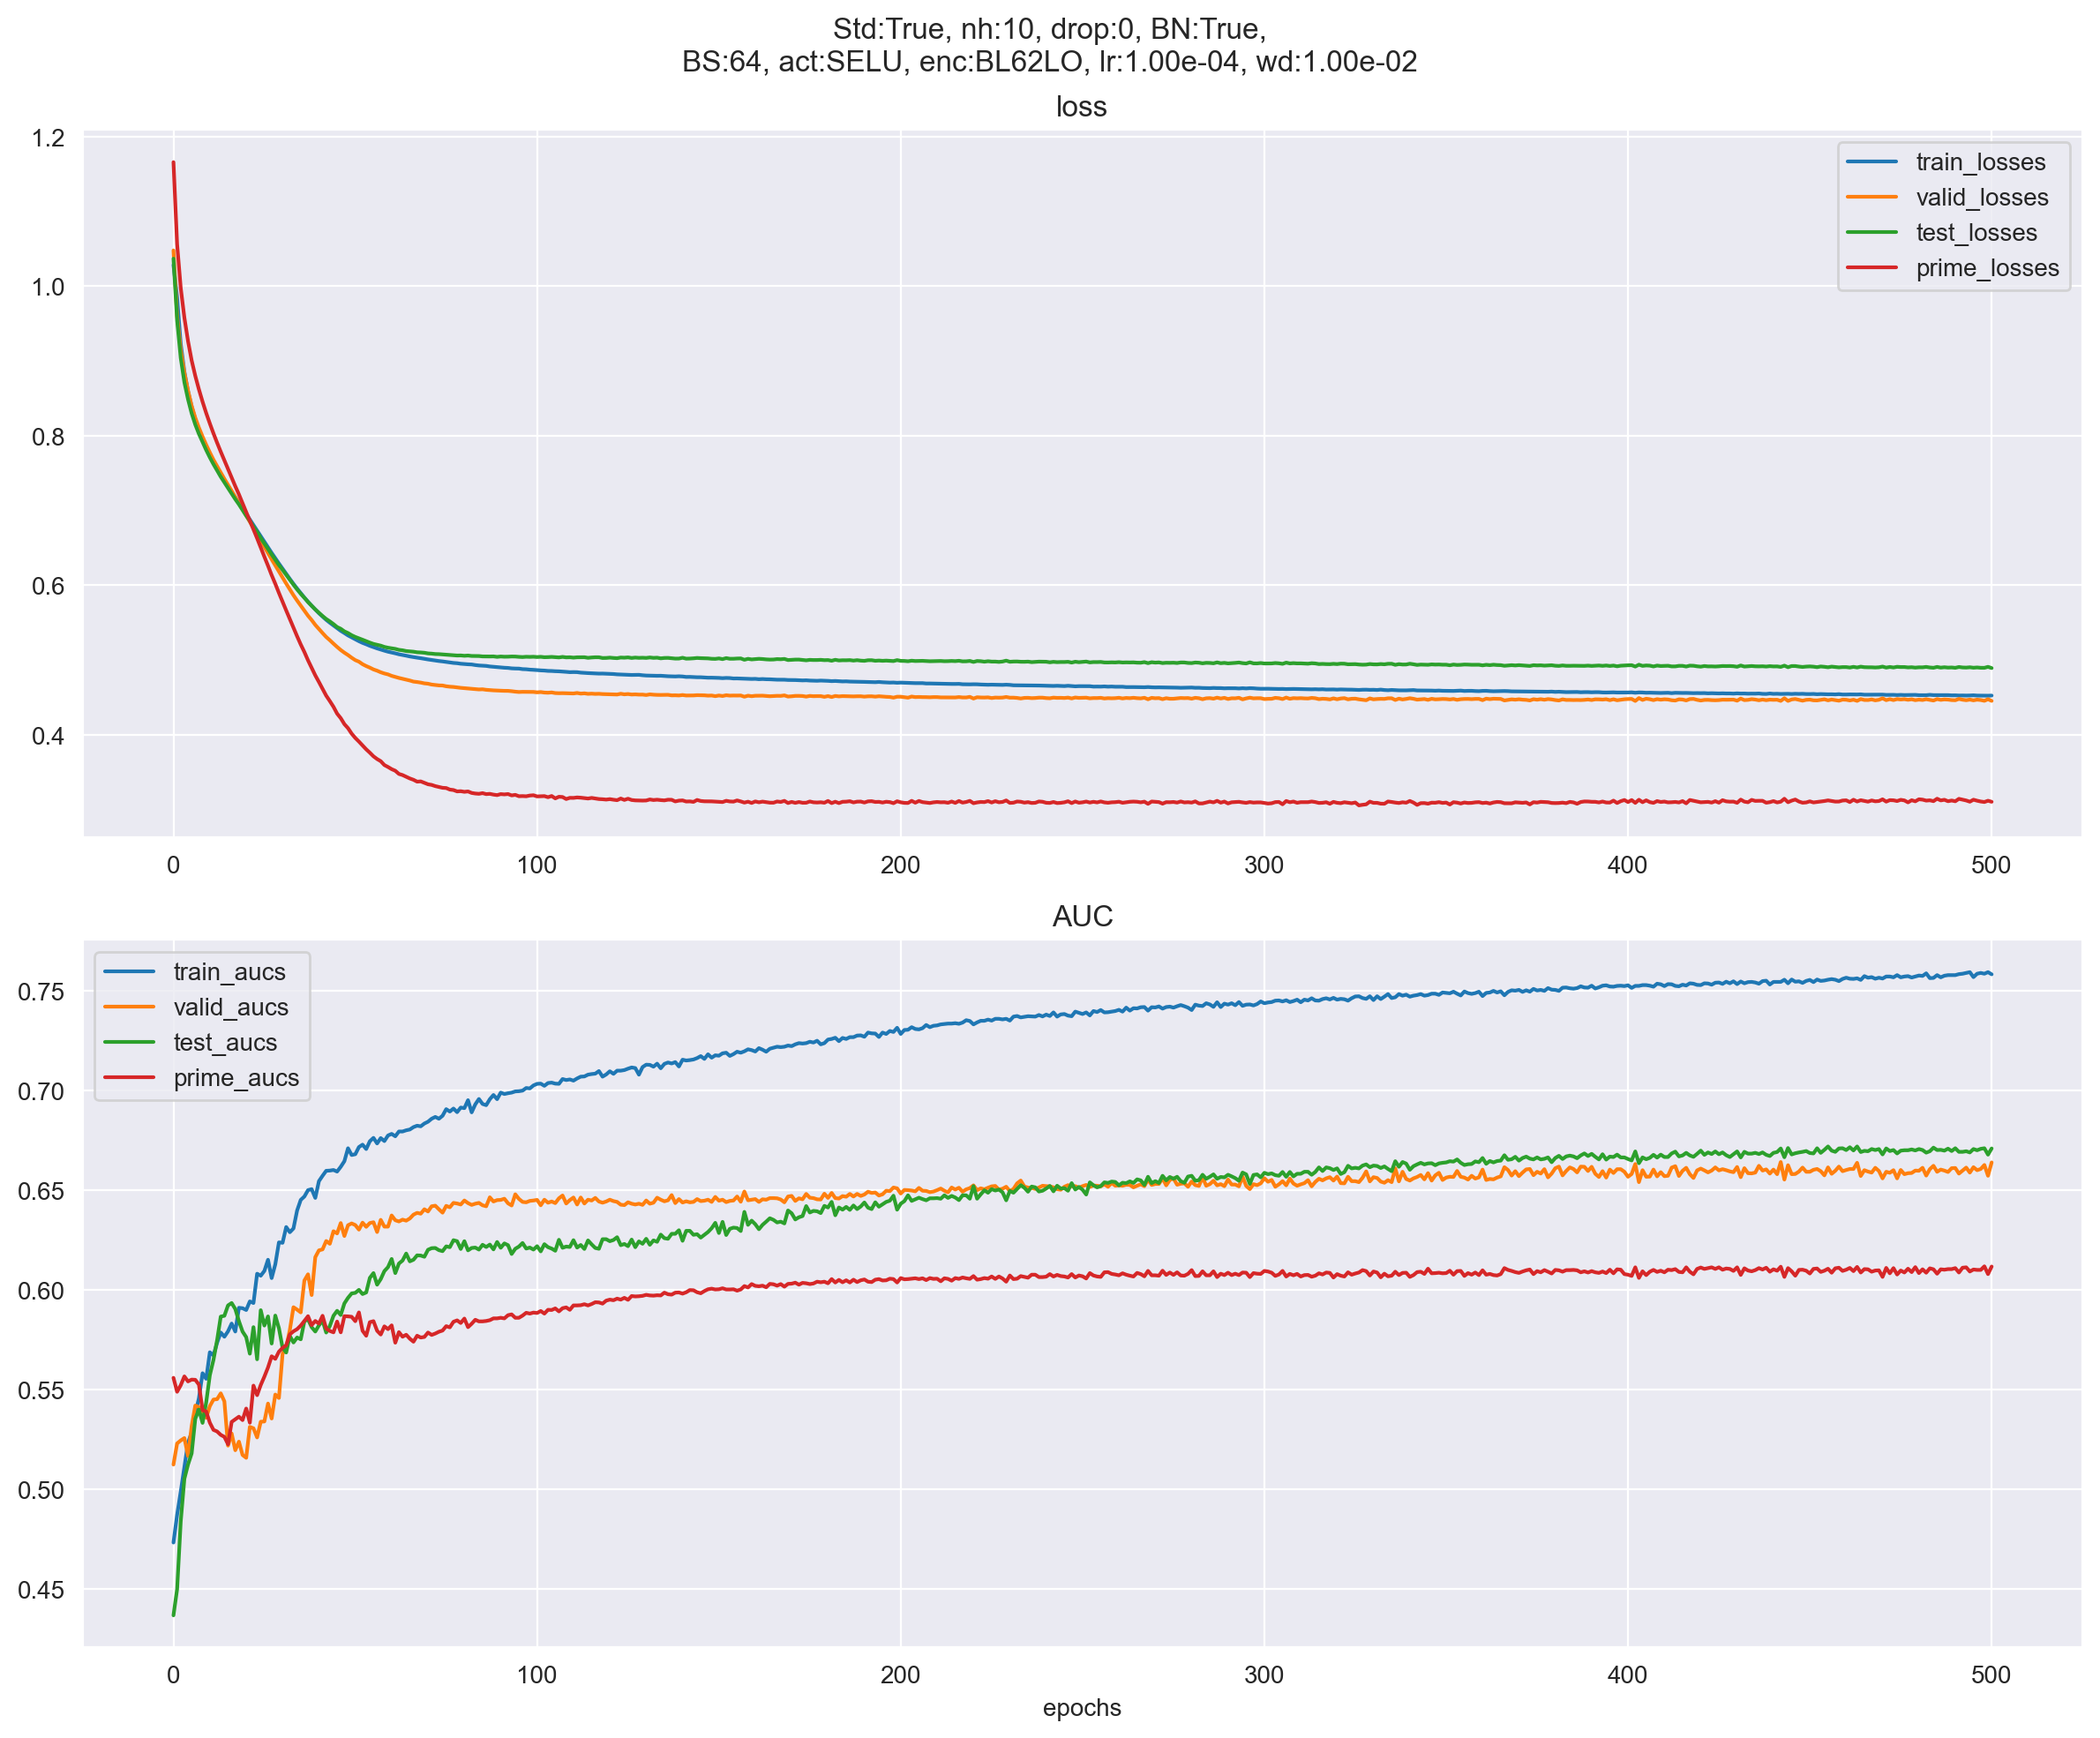 Std:True, nh:10, drop:0, BN:True,
BS:64, act:SELU, enc:BL62LO, lr:1.00e-04, wd:1.00e-02
loss
1.2
1.0
0.8
0.6
0.4
train_losses
valid_losses
test_losses
prime_losses
0 100 200 300 400 500
AUC
0.75
0.70
0.65
0.60
0.55
0.50
0.45
train_aucs
valid_aucs
test_aucs
prime_aucs
0 100 200 300 400 500
epochs